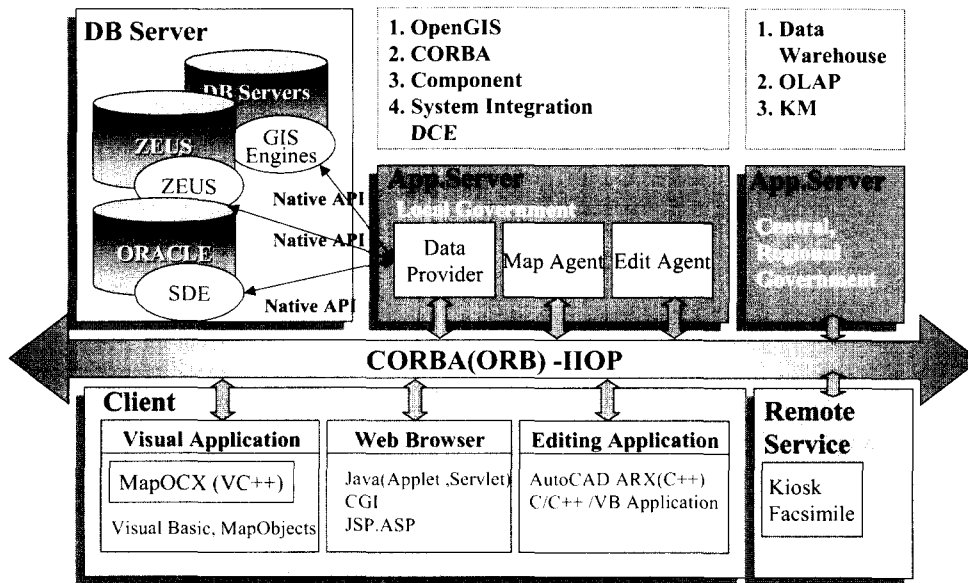 DB Server
DB Servers
GIS
Engines
ZEUS
ZEUS
ORACLE
SDE
Native API
Native API
Native API
1. OpenGIS
2. CORBA
3. Component
4. System Integration
DCE
1. Data
Warehouse
2. OLAP
3. KM
App.Server
Local Government
Data
Provider
Map Agent
Edit Agent
App.Server
Central,
Regional
Government
CORBA(ORB) -IIOP
Client
Visual Application
MapOCX (VC++)
Visual Basic, MapObjects
Web Browser
Java(Applet ,Servlet)
CGI
JSP.ASP
Editing Application
AutoCAD ARX(C++)
C/C++ /VB Application
Remote
Service
Kiosk
Facsimile